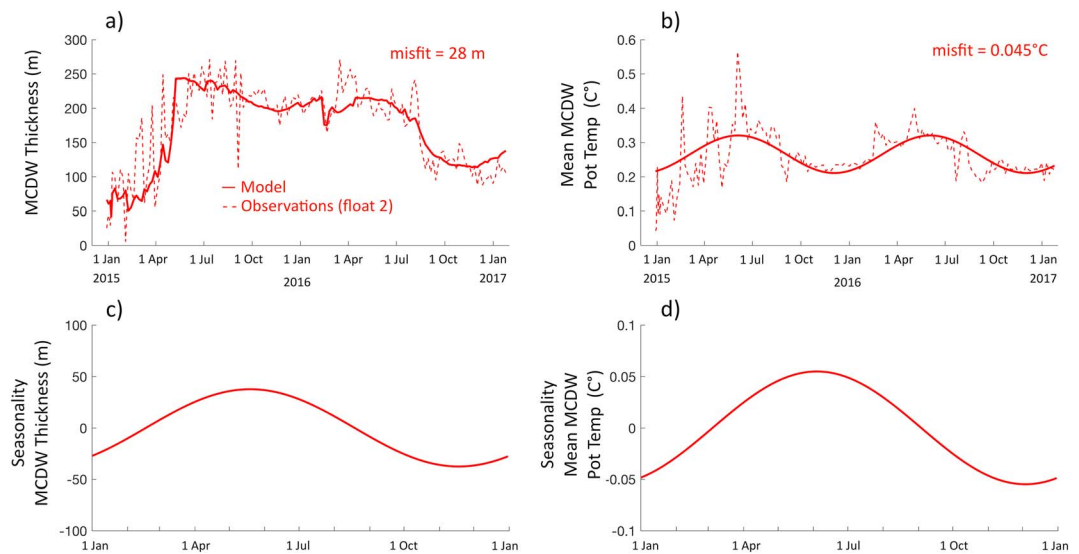 a)
MCDW Thickness (m)
300
250
200
150
100
50
0
misfit = 28 m
Model
Observations (float 2)
1 Jan
1 Apr
1 Jul
1 Oct
1 Jan
1 Apr
1 Jul
1 Oct
1 Jan
2015
2016
2017
b)
Mean MCDW
Pot Temp (C°)
0.6
0.5
0.4
0.3
0.2
0.1
0
misfit = 0.045°C
1 Jan
1 Apr
1 Jul
1 Oct
1 Jan
1 Apr
1 Jul
1 Oct
1 Jan
2015
2016
2017
c)
Seasonality
MCDW Thickness (m)
100
50
0
-50
-100
1 Jan
1 Apr
1 Jul
1 Oct
1 Jan
d)
Seasonality
Mean MCDW
Pot Temp (C°)
0.1
0.05
0
-0.05
-0.1
1 Jan
1 Apr
1 Jul
1 Oct
1 Jan